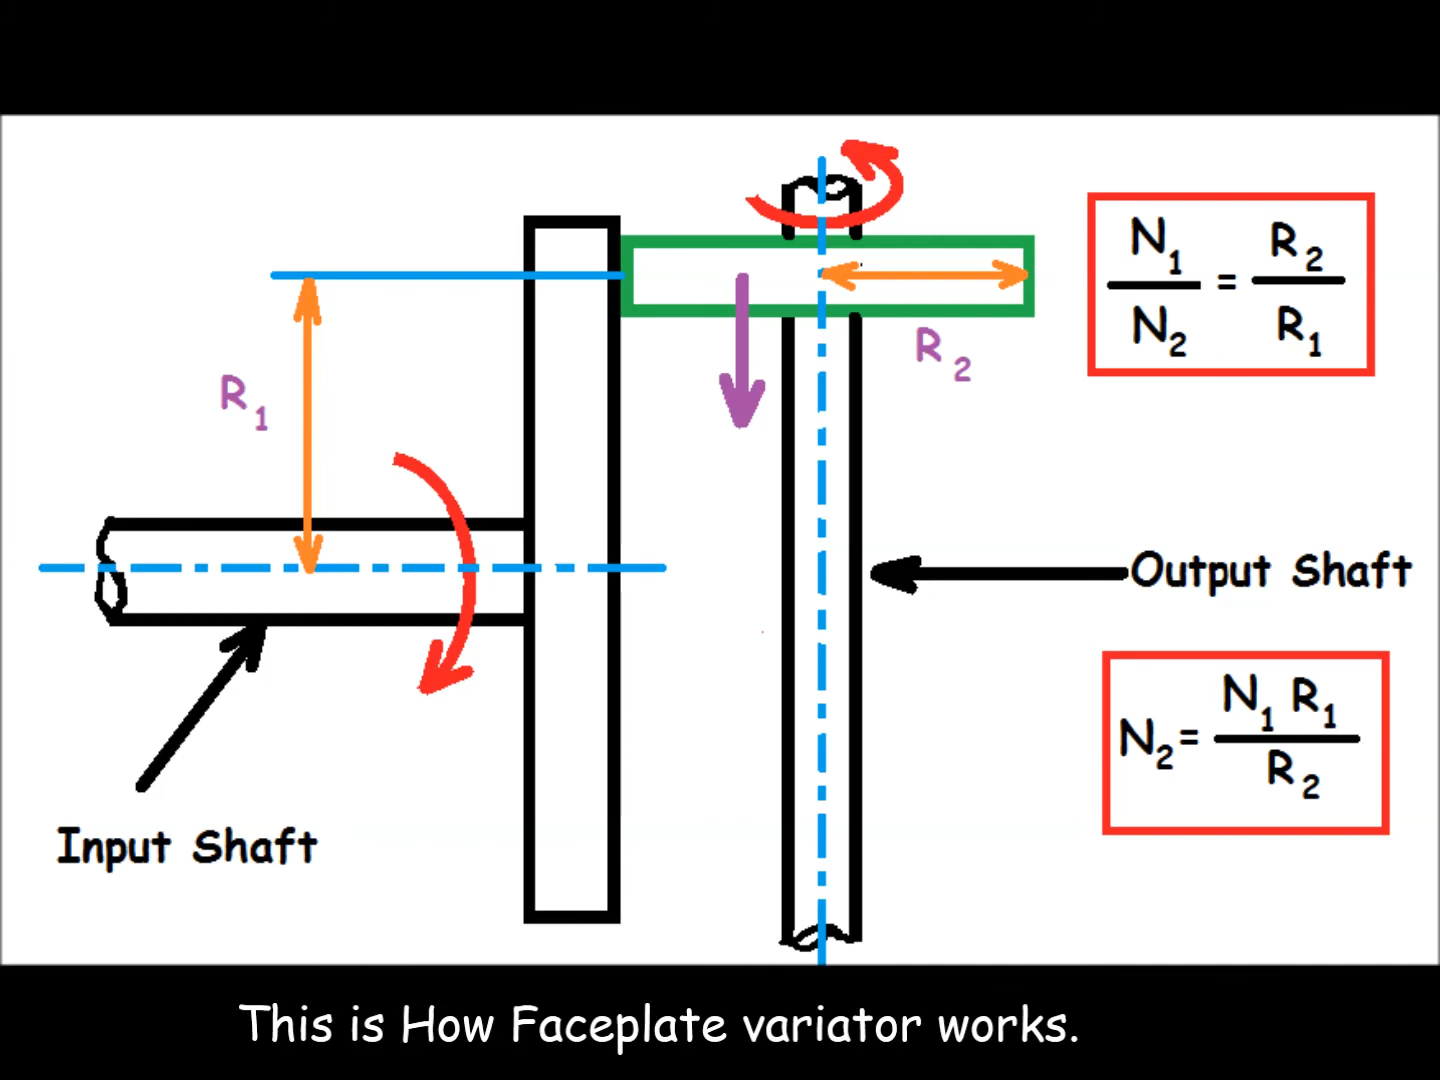 N1 / N2 = R2 / R1
R1
R2
Output Shaft
N2 = N1 R1 / R2
Input Shaft
This is How Faceplate variator works.